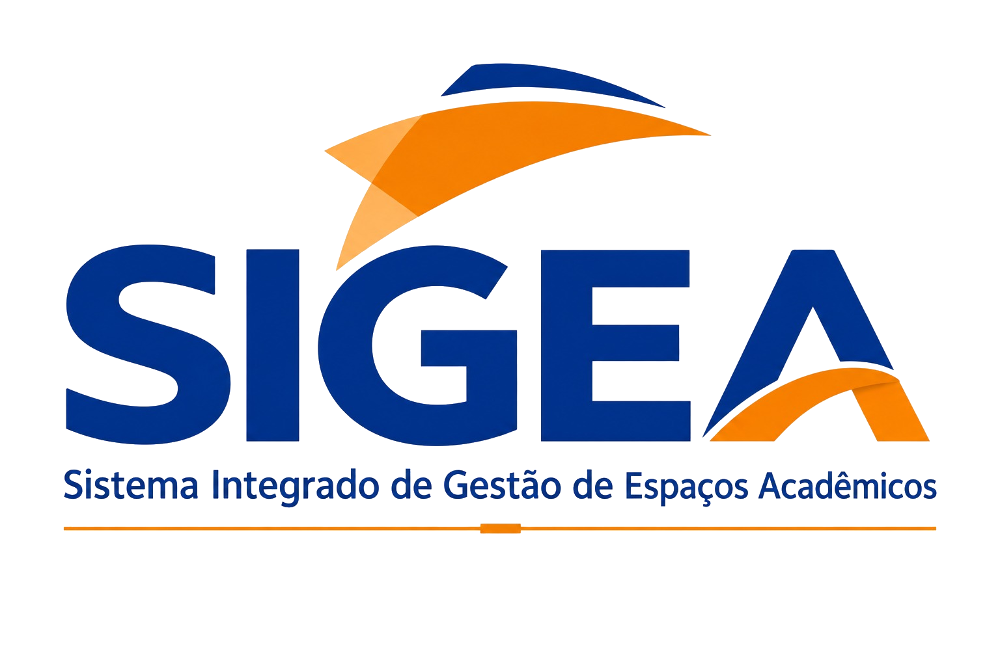 SIGEA
Sistema Integrado de Gestão de Espaços Acadêmicos